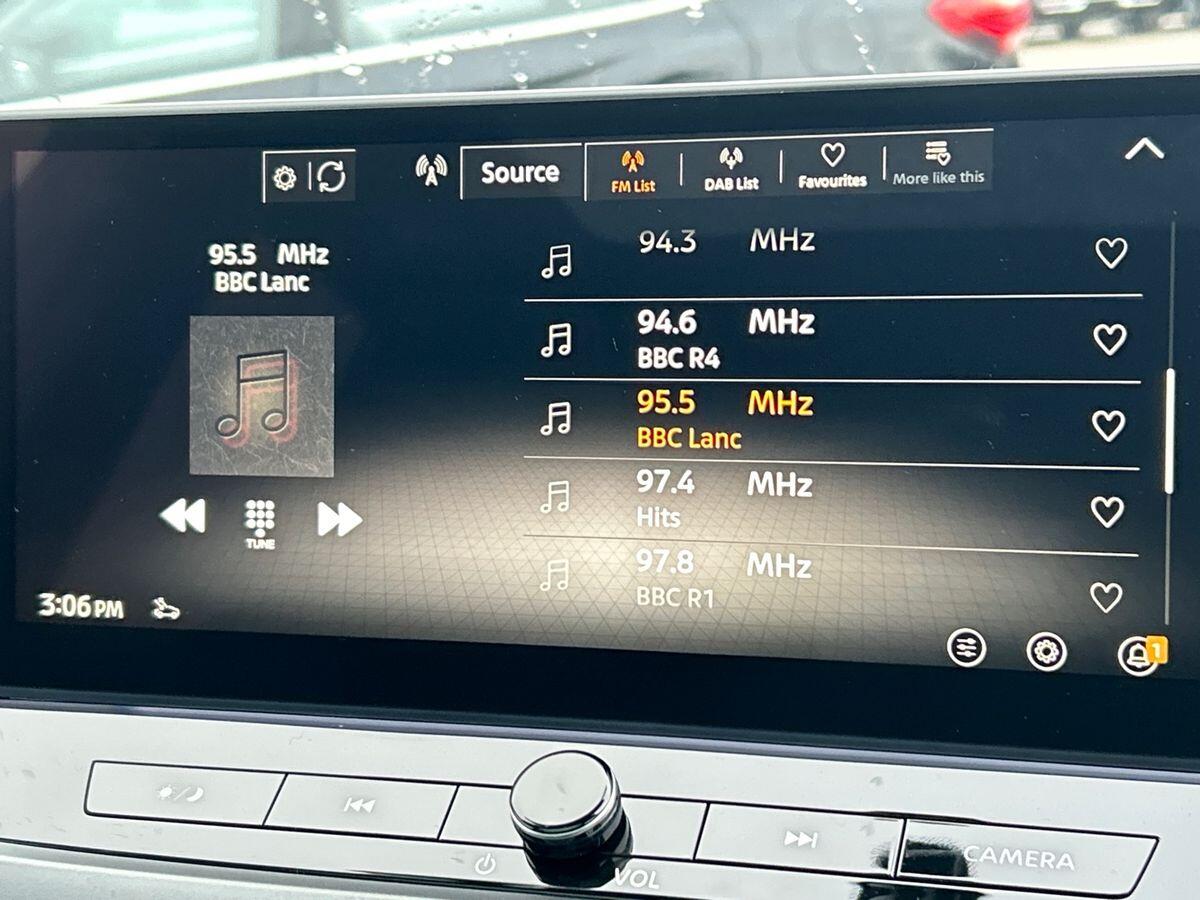 Source
FM List
DAB List
Favourites
More like this
95.5 MHz
BBC Lanc
TUNE
3:06 PM
94.3 MHz
94.6 MHz
BBC R4
95.5 MHz
BBC Lanc
97.4 MHz
Hits
97.8 MHz
BBC R1
1
VOL
CAMERA